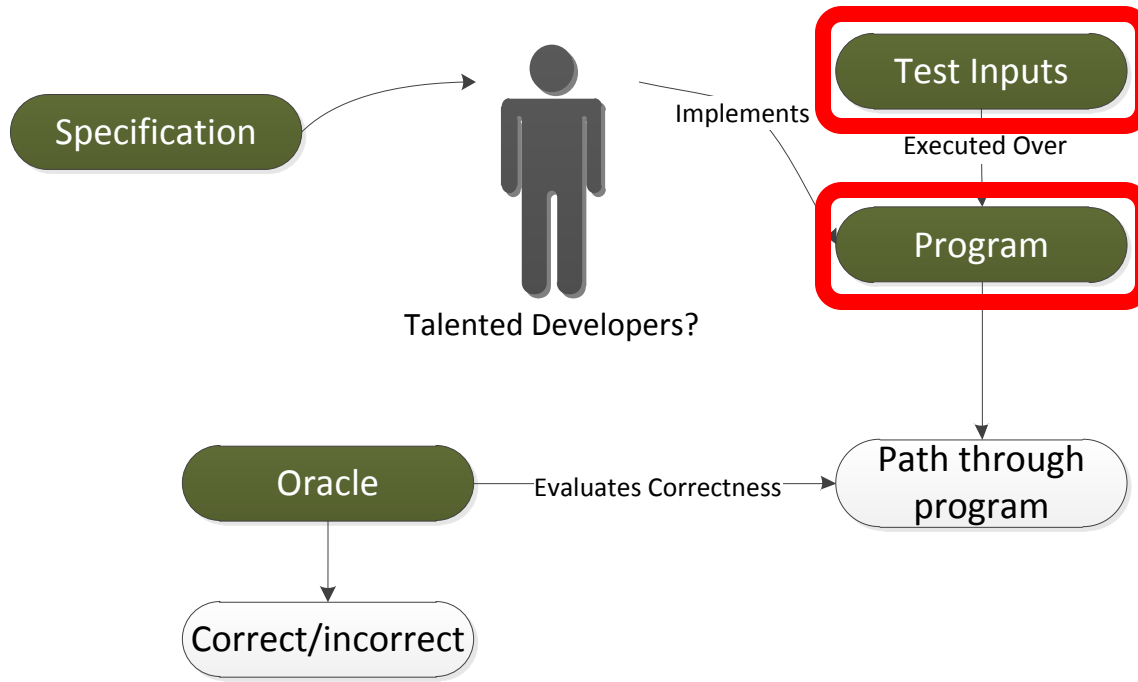 Test Inputs
Specification
Implements
Executed Over
Program
Talented Developers?
Path through
program
Oracle
Evaluates Correctness
Correct/incorrect